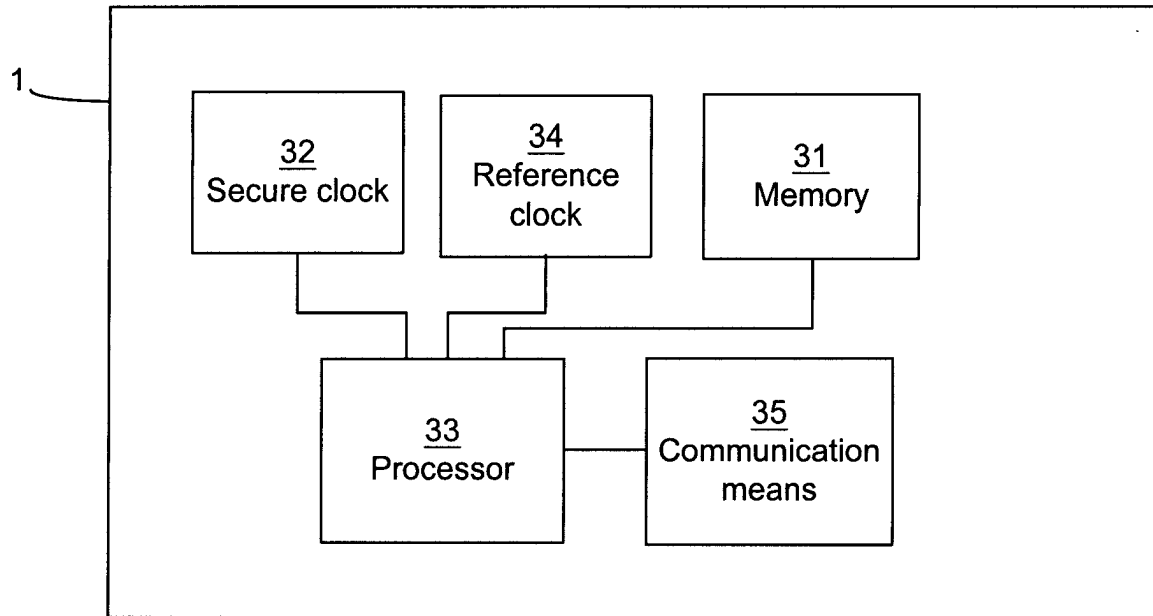 1
32
Secure clock
34
Reference
clock
31
Memory
33
Processor
35
Communication
means